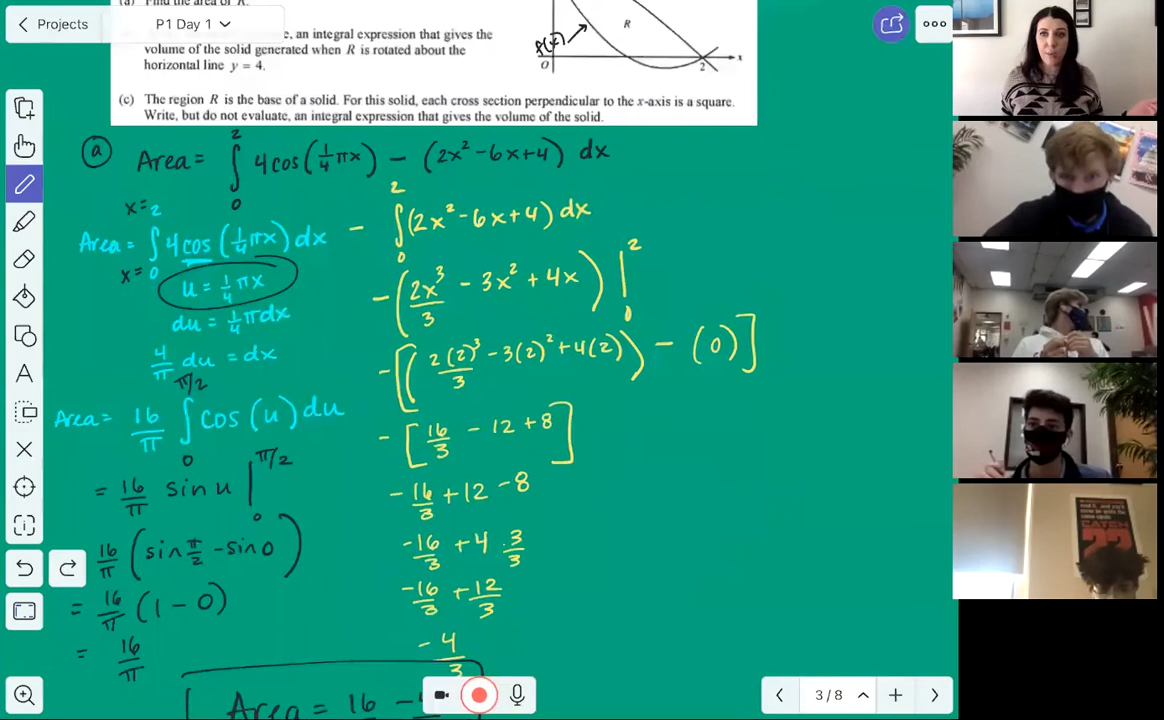 Projects
P1 Day 1
(a) Find the area of R.
e, an integral expression that gives the
volume of the solid generated when R is rotated about the
horizontal line y = 4.
(c) The region R is the base of a solid. For this solid, each cross section perpendicular to the x-axis is a square.
Write, but do not evaluate, an integral expression that gives the volume of the solid.
f(x)
R
O
2
x
(a) Area = ∫₀² 4cos(¼πx) − (2x² − 6x + 4) dx
Area = ∫ₓ₌₀ˣ⁼² 4cos(¼πx) dx − ∫₀² (2x² − 6x + 4) dx
u = ¼πx
du = ¼πdx
4/π du = dx
Area = 16/π ∫₀^(π/2) cos(u) du
= 16/π sin u |₀^(π/2)
16/π (sin π/2 − sin 0)
= 16/π (1 − 0)
= 16/π
−(2x³/3 − 3x² + 4x) |₀²
−[(2(2)³/3 − 3(2)² + 4(2)) − (0)]
−[16/3 − 12 + 8]
−16/3 + 12 − 8
−16/3 + 4 · 3/3
−16/3 + 12/3
−4/3
Area = 16 −
3/8
CATCH
22